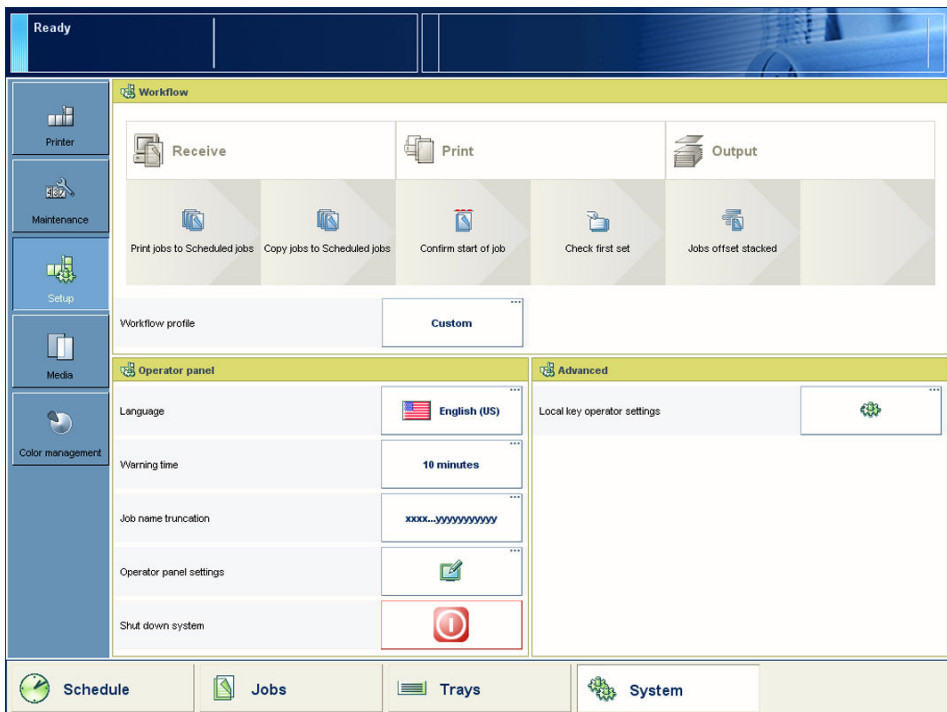 Ready
Printer
Maintenance
Setup
Media
Color management
Workflow
Receive
Print
Output
Print jobs to Scheduled jobs
Copy jobs to Scheduled jobs
Confirm start of job
Check first set
Jobs offset stacked
Workflow profile
Custom
Operator panel
Language
English (US)
Warning time
10 minutes
Job name truncation
xxxx...yyyyyyyyyyy
Operator panel settings
Shut down system
Advanced
Local key operator settings
Schedule
Jobs
Trays
System